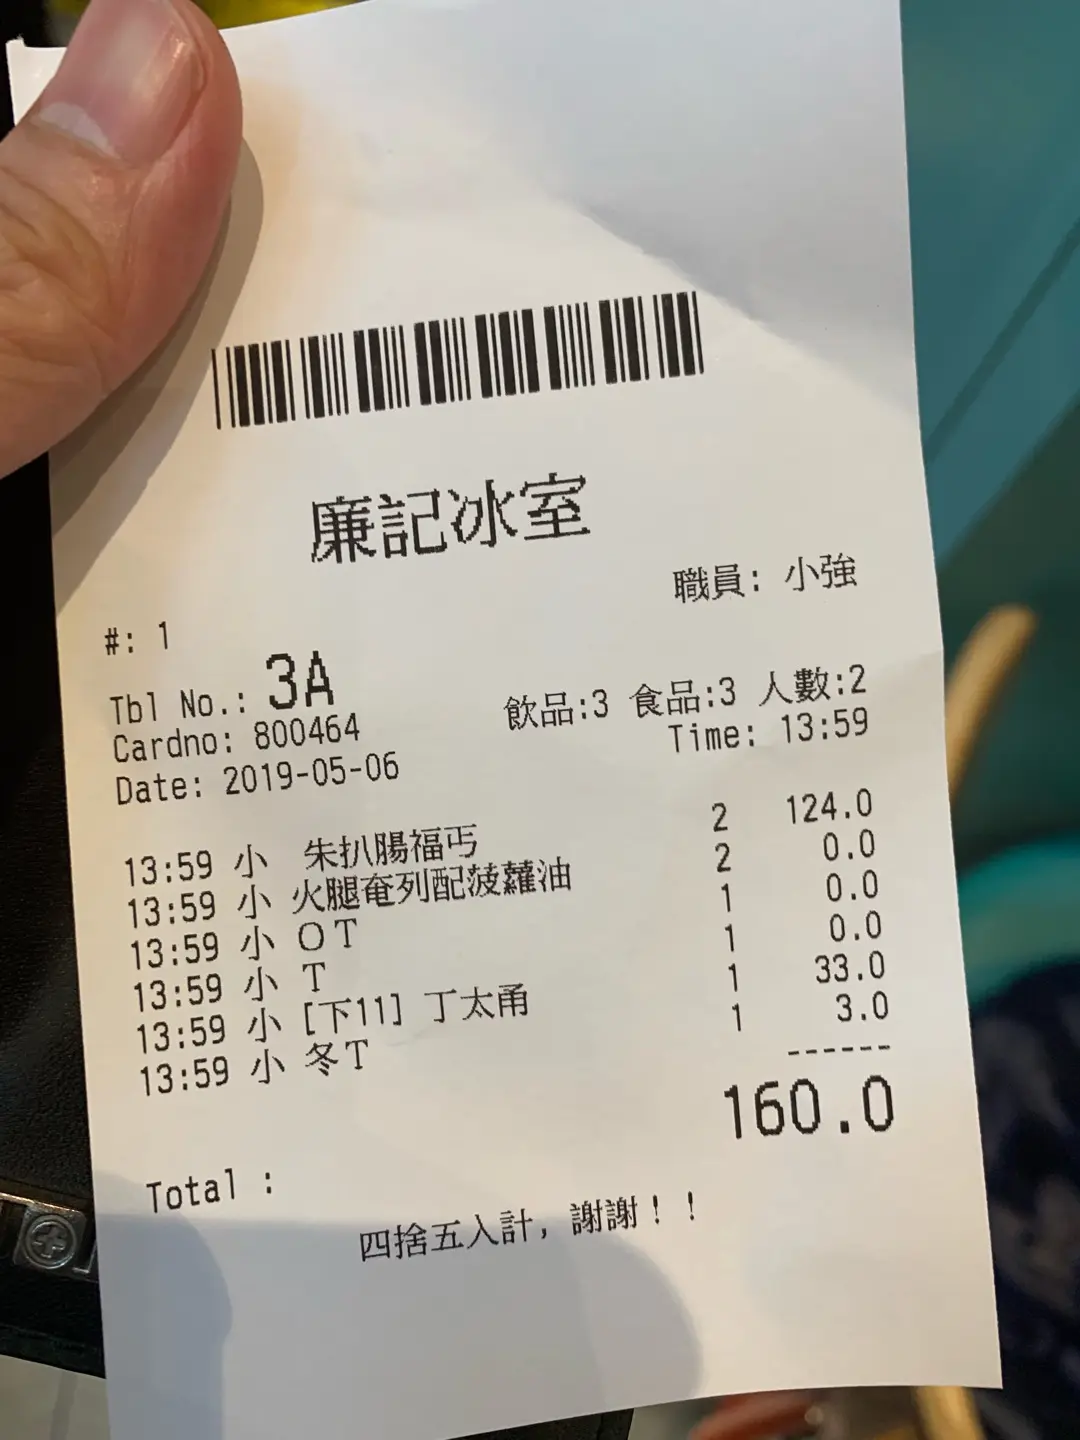 廉記冰室
職員: 小強
#: 1
Tbl No.: 3A
飲品:3 食品:3 人數:2
Cardno: 800464
Time: 13:59
Date: 2019-05-06
13:59 小 朱扒腸福丐 2 124.0
13:59 小 火腿奄列配菠蘿油 2 0.0
13:59 小 OT 1 0.0
13:59 小 T 1 0.0
13:59 小 [下11] 丁太甬 1 33.0
13:59 小 冬T 1 3.0
------
160.0
Total :
四捨五入計, 謝謝！！